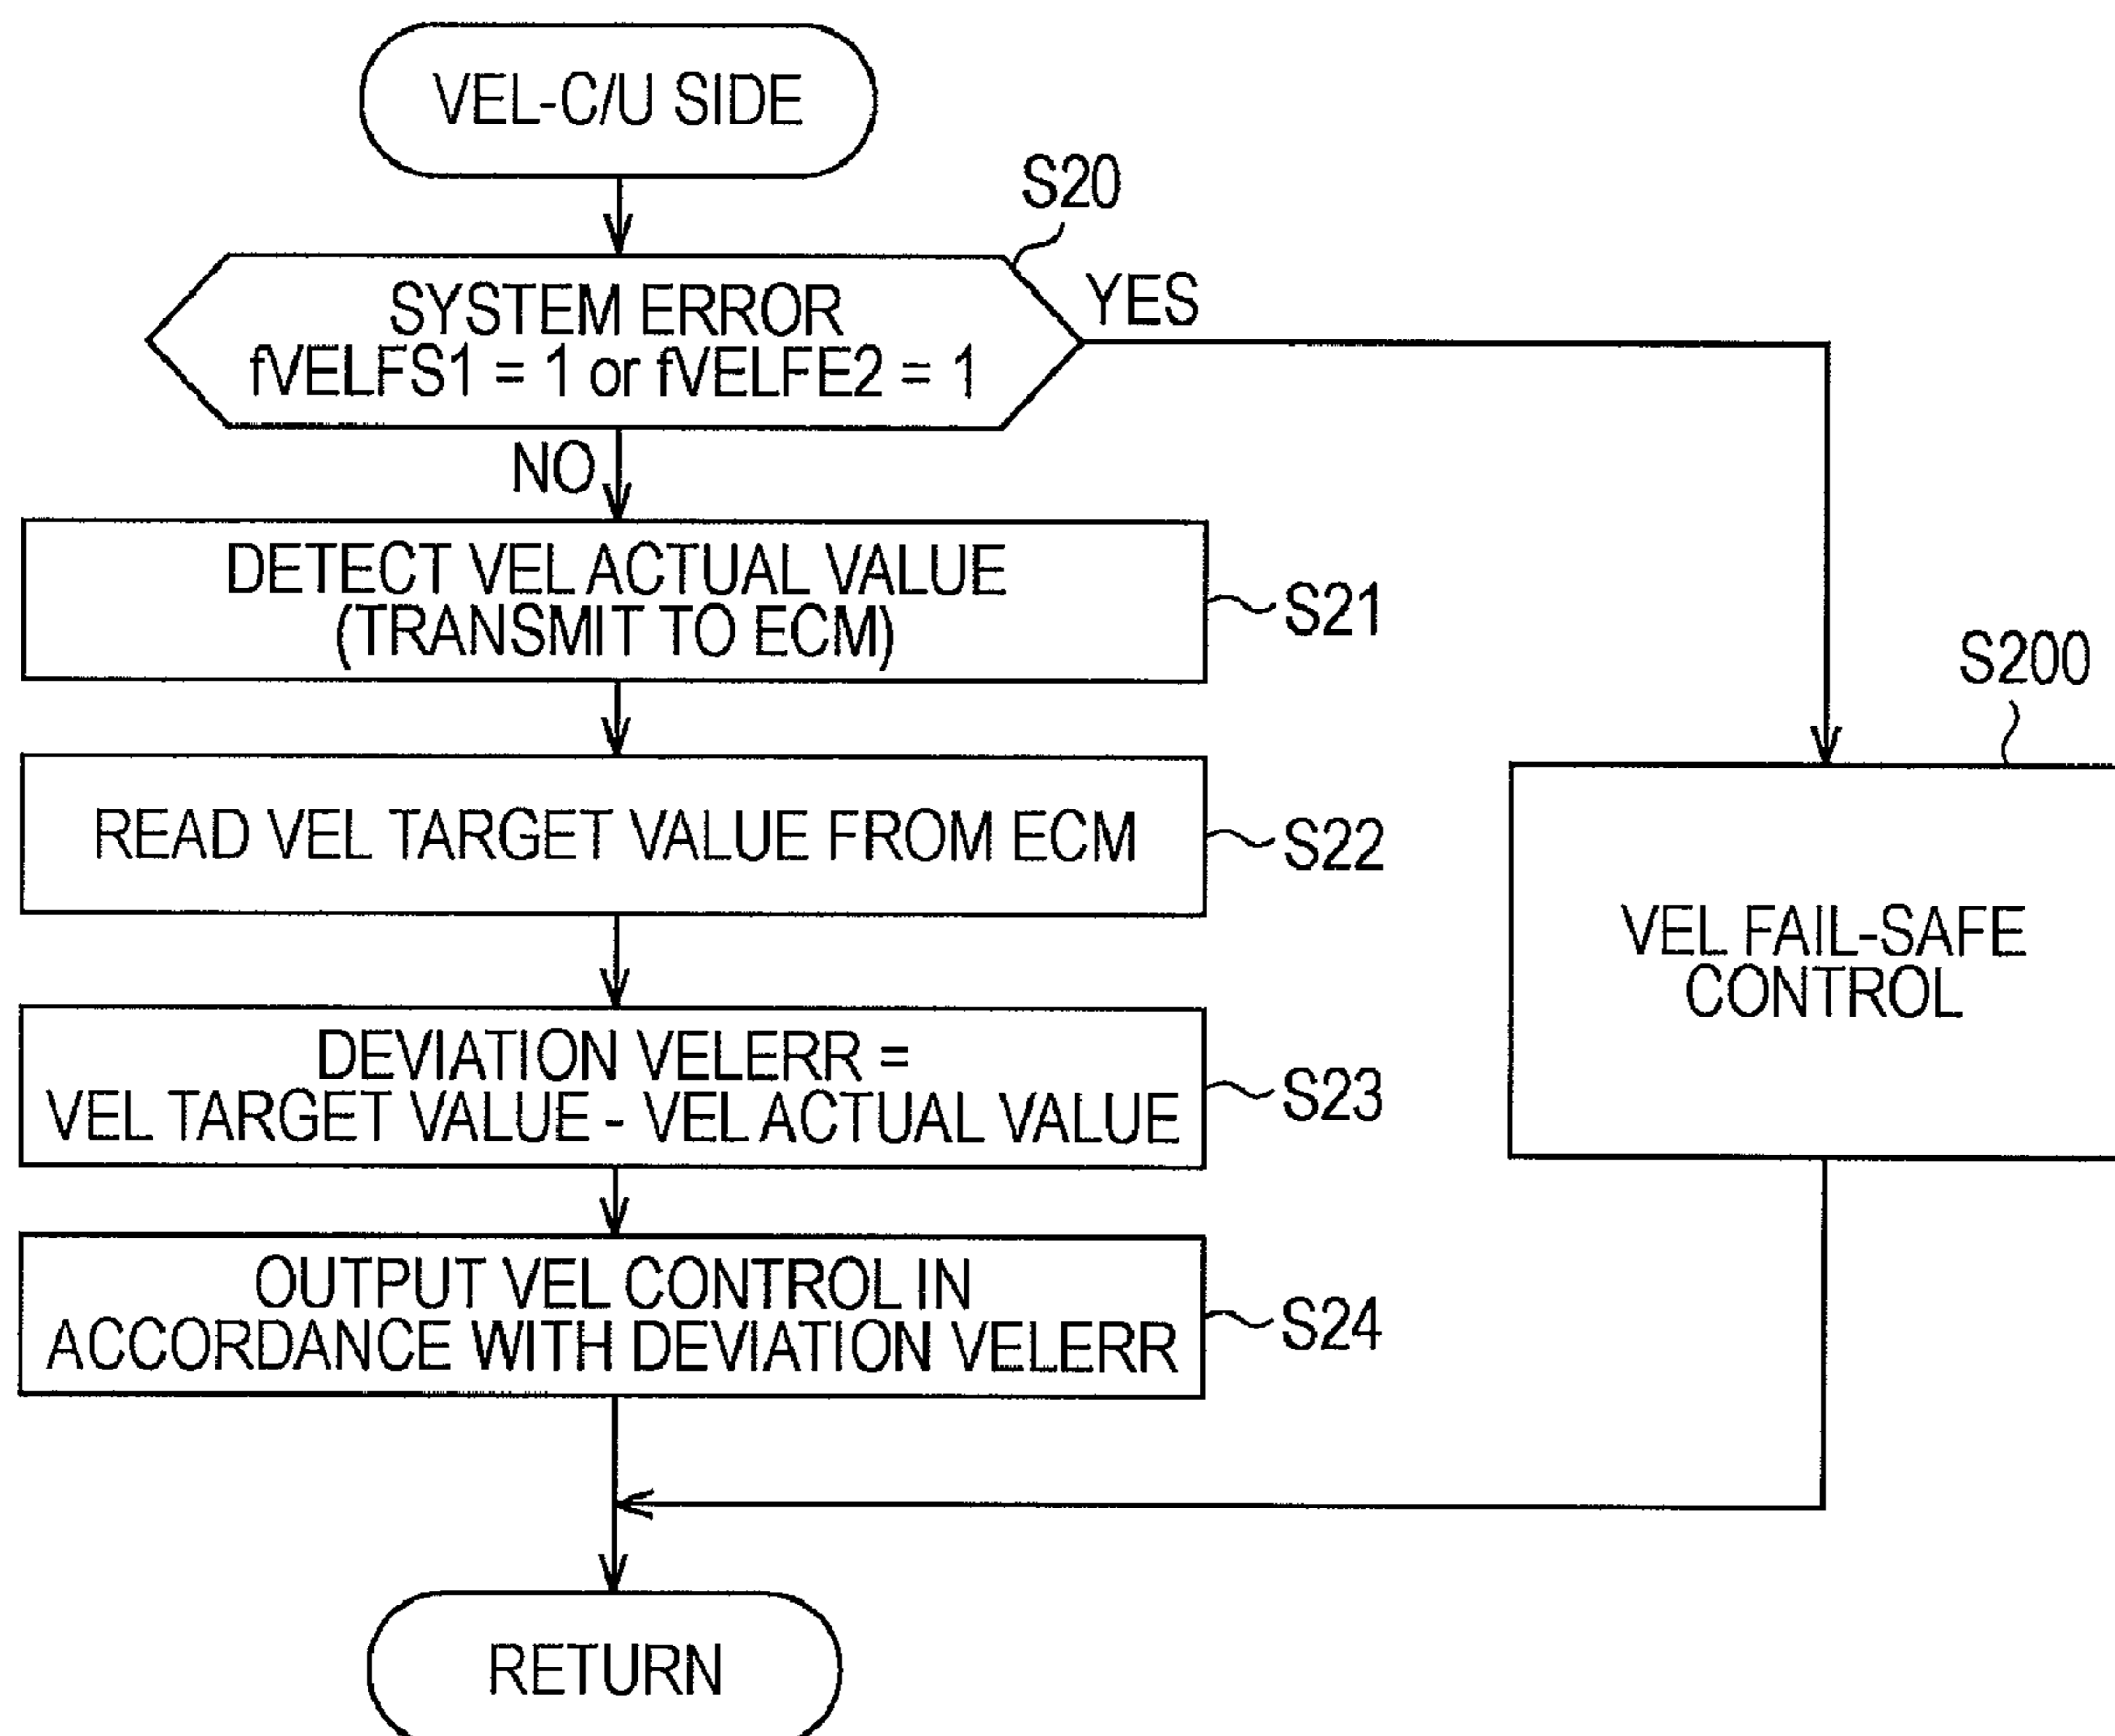 VEL-C/U SIDE
S20
SYSTEM ERROR
fVELFS1 = 1 or fVELFE2 = 1
YES
NO
DETECT VEL ACTUAL VALUE
(TRANSMIT TO ECM)
S21
S200
READ VEL TARGET VALUE FROM ECM
S22
VEL FAIL-SAFE
CONTROL
DEVIATION VELERR =
VEL TARGET VALUE - VEL ACTUAL VALUE
S23
OUTPUT VEL CONTROL IN
ACCORDANCE WITH DEVIATION VELERR
S24
RETURN